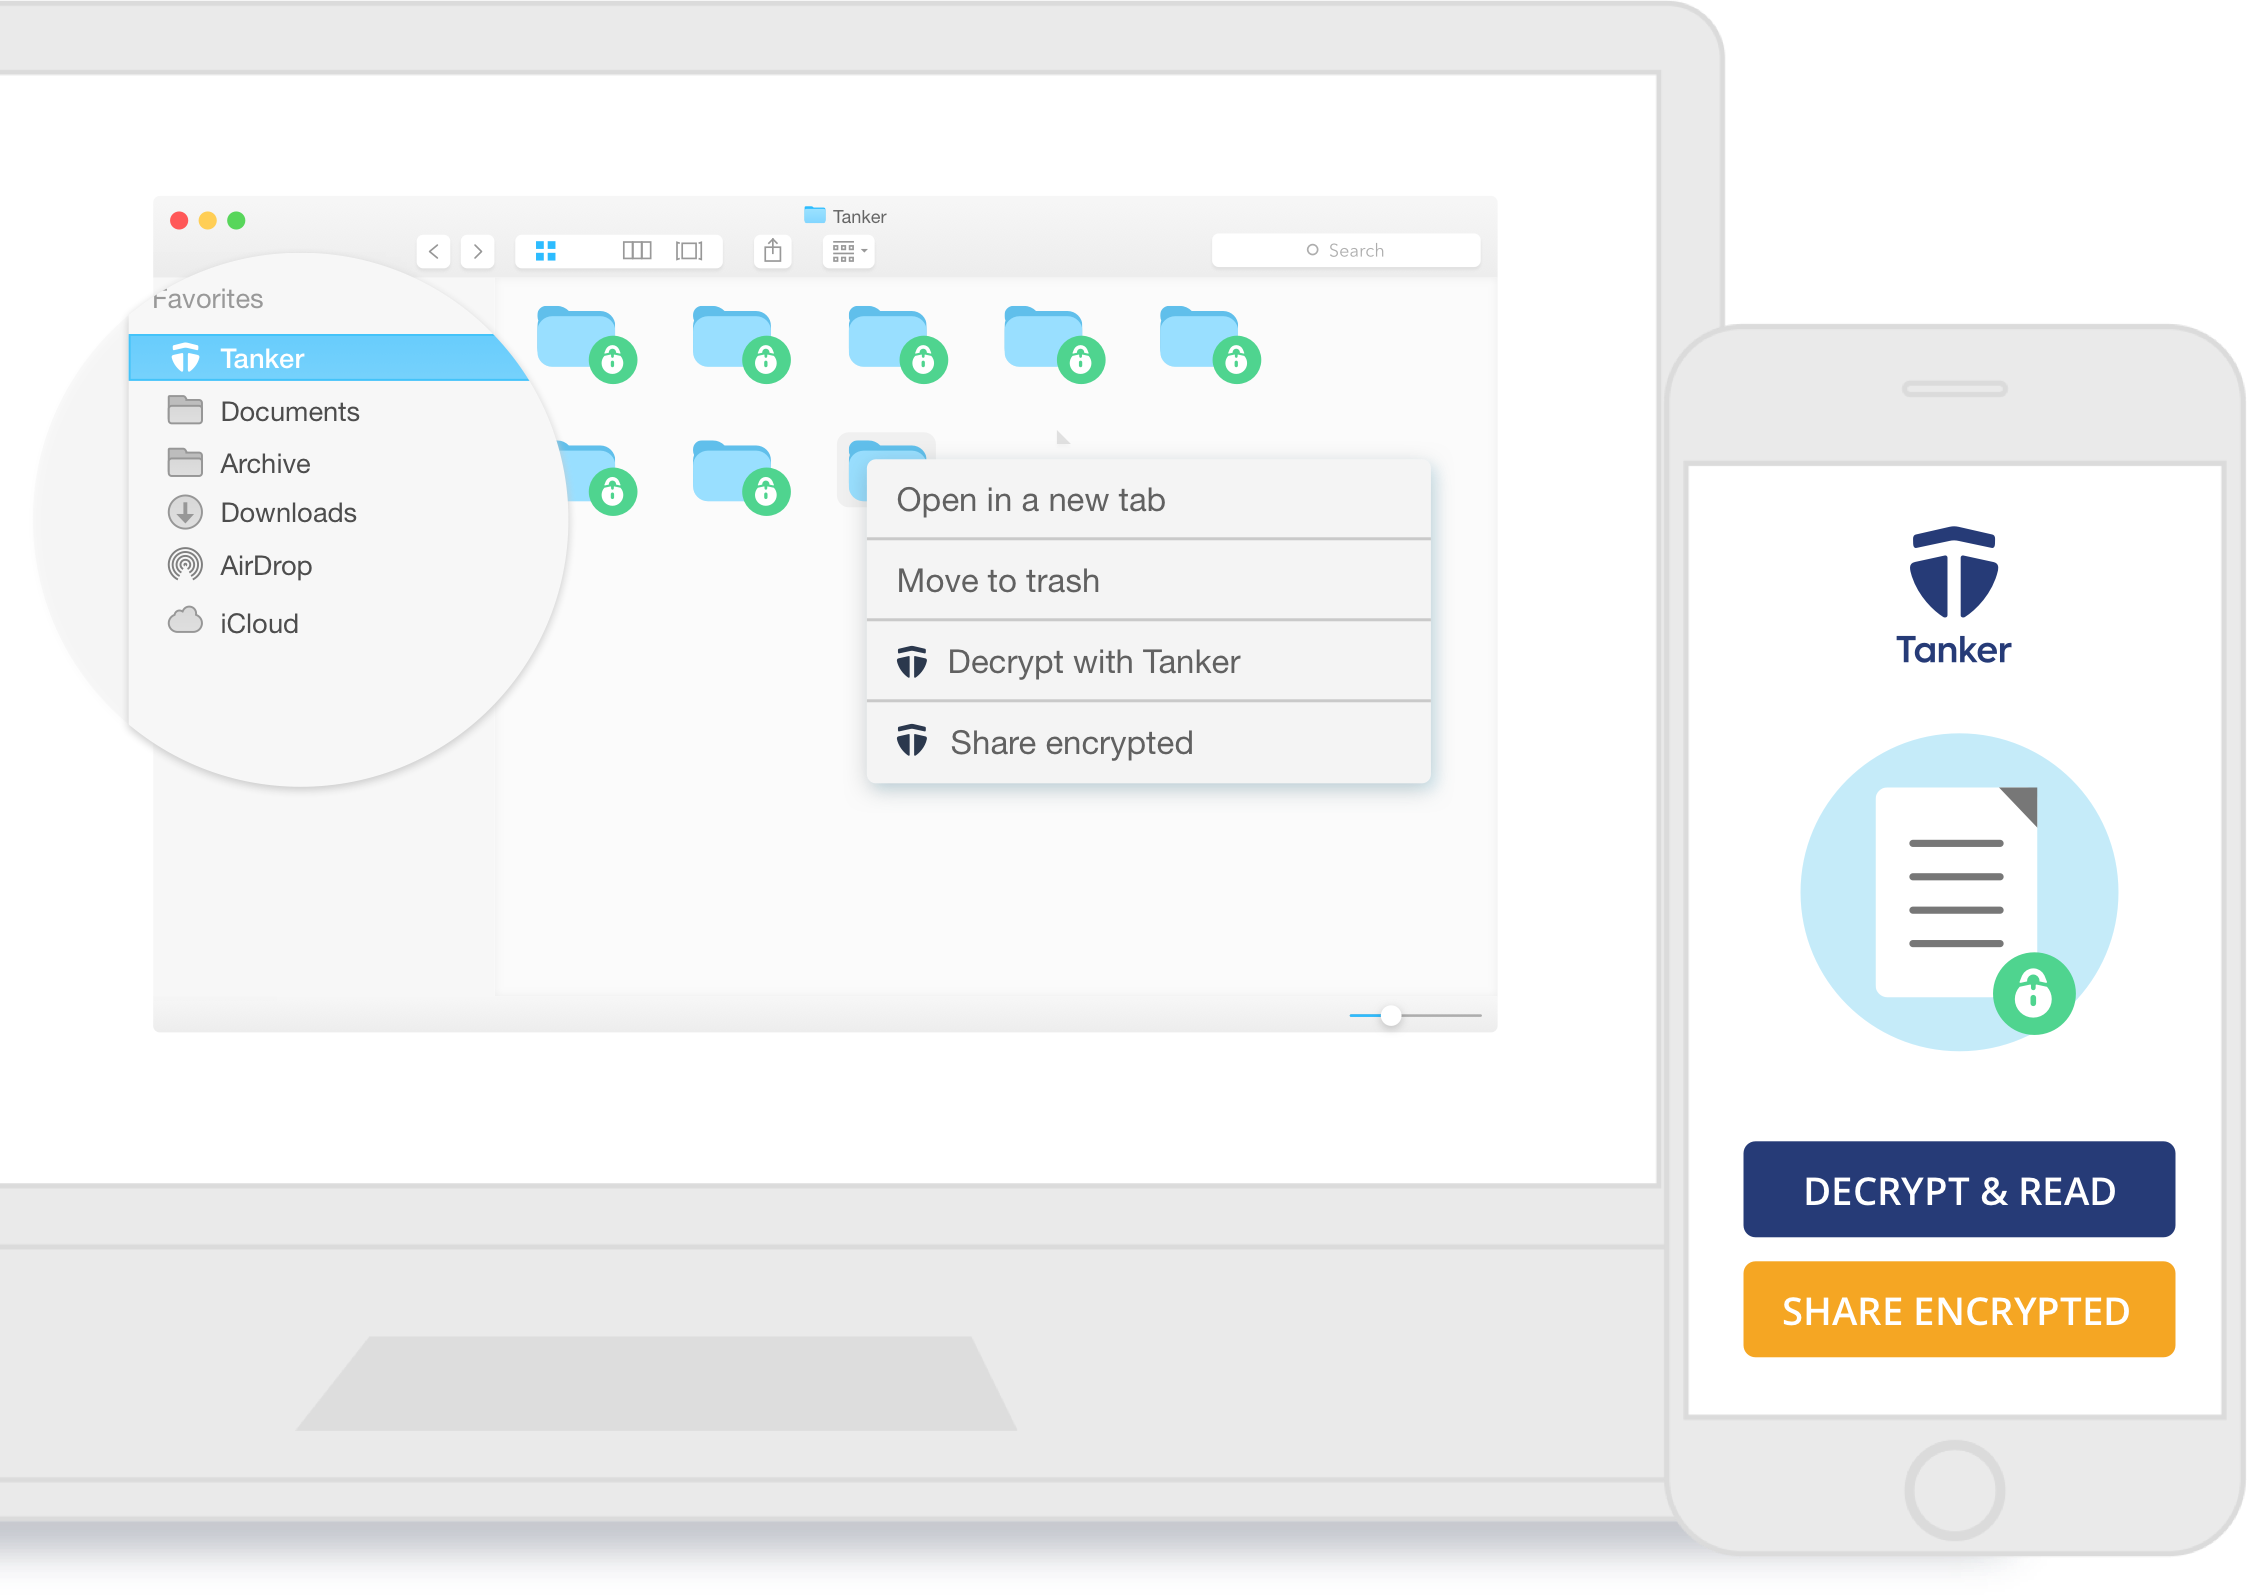 Tanker
Search
Favorites
Tanker
Documents
Archive
Downloads
AirDrop
iCloud
Open in a new tab
Move to trash
Decrypt with Tanker
Share encrypted
Tanker
DECRYPT & READ
SHARE ENCRYPTED